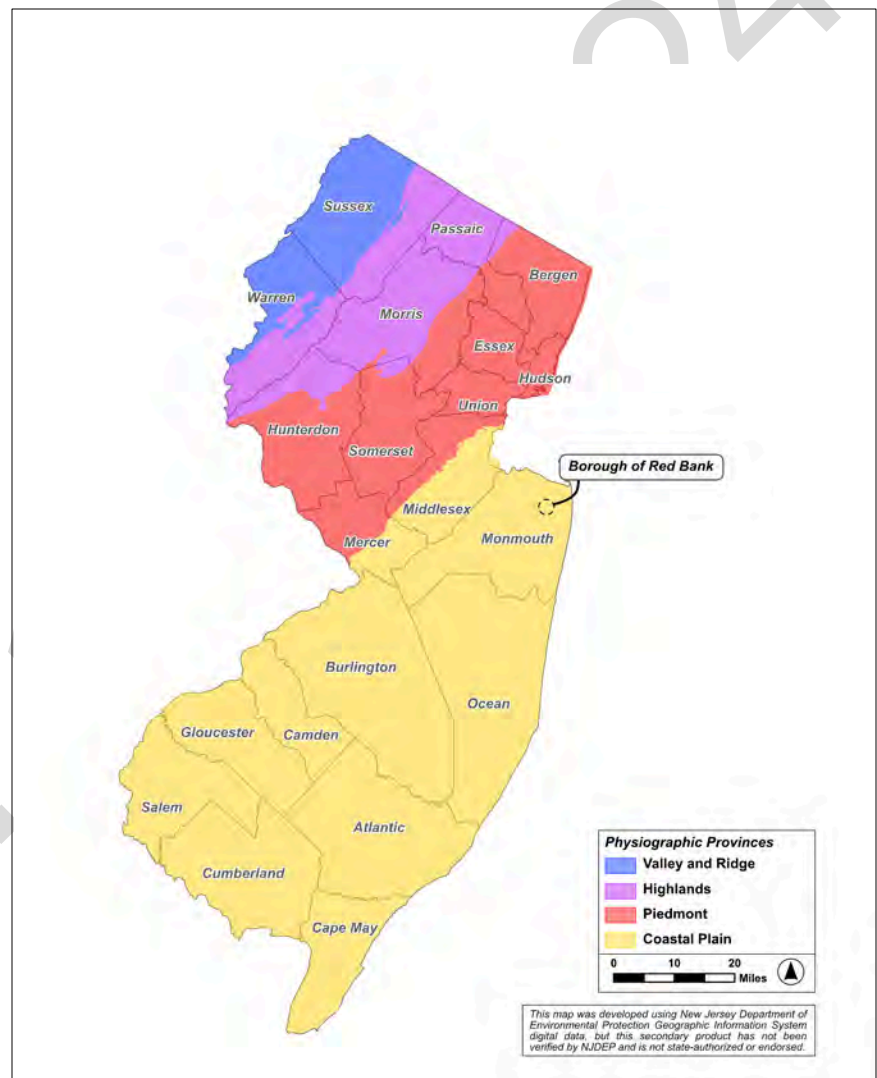 Sussex
Passaic
Bergen
Warren
Morris
Essex
Hudson
Union
Hunterdon
Somerset
Borough of Red Bank
Middlesex
Monmouth
Mercer
Burlington
Ocean
Gloucester
Camden
Salem
Atlantic
Cumberland
Cape May
Physiographic Provinces
Valley and Ridge
Highlands
Piedmont
Coastal Plain
0 10 20
Miles
This map was developed using New Jersey Department of
Environmental Protection Geographic Information System
digital data, but this secondary product has not been
verified by NJDEP and is not state-authorized or endorsed.